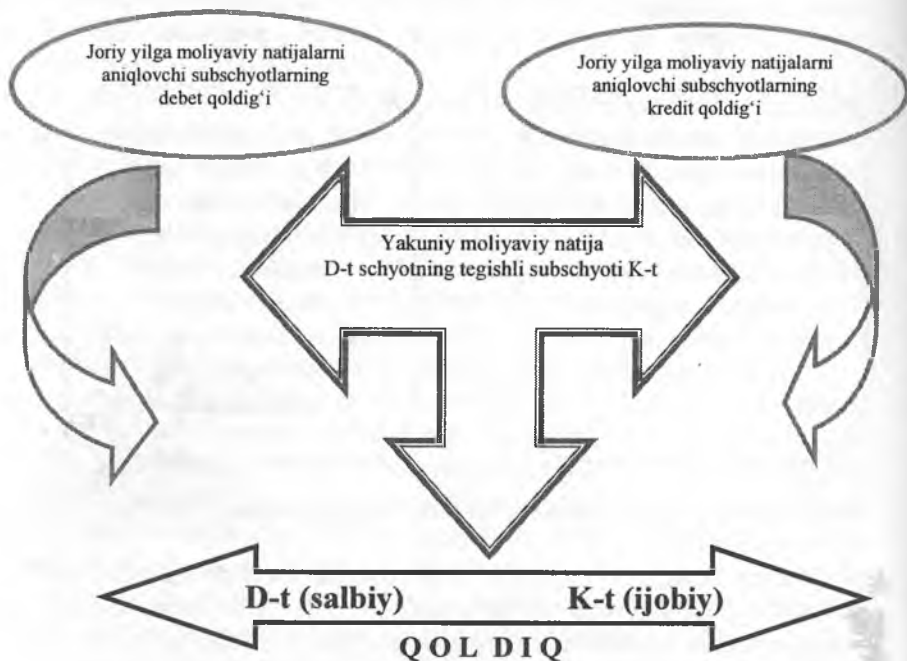 Joriy yilga moliyaviy natijalarni
aniqlovchi subschyotlarning
debet qoldig‘i
Joriy yilga moliyaviy natijalarni
aniqlovchi subschyotlarning
kredit qoldig‘i
Yakuniy moliyaviy natija
D-t schyotning tegishli subschyoti K-t
D-t (salbiy) K-t (ijobiy)
Q O L D I Q